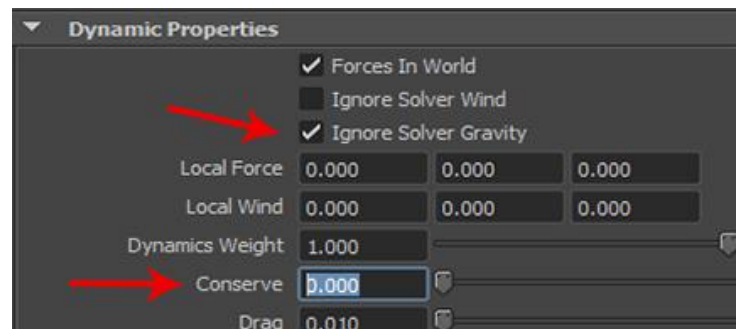 Dynamic Properties
Forces In World
Ignore Solver Wind
Ignore Solver Gravity
Local Force 0.000 0.000 0.000
Local Wind 0.000 0.000 0.000
Dynamics Weight 1.000
Conserve 0.000
Drag 0.010